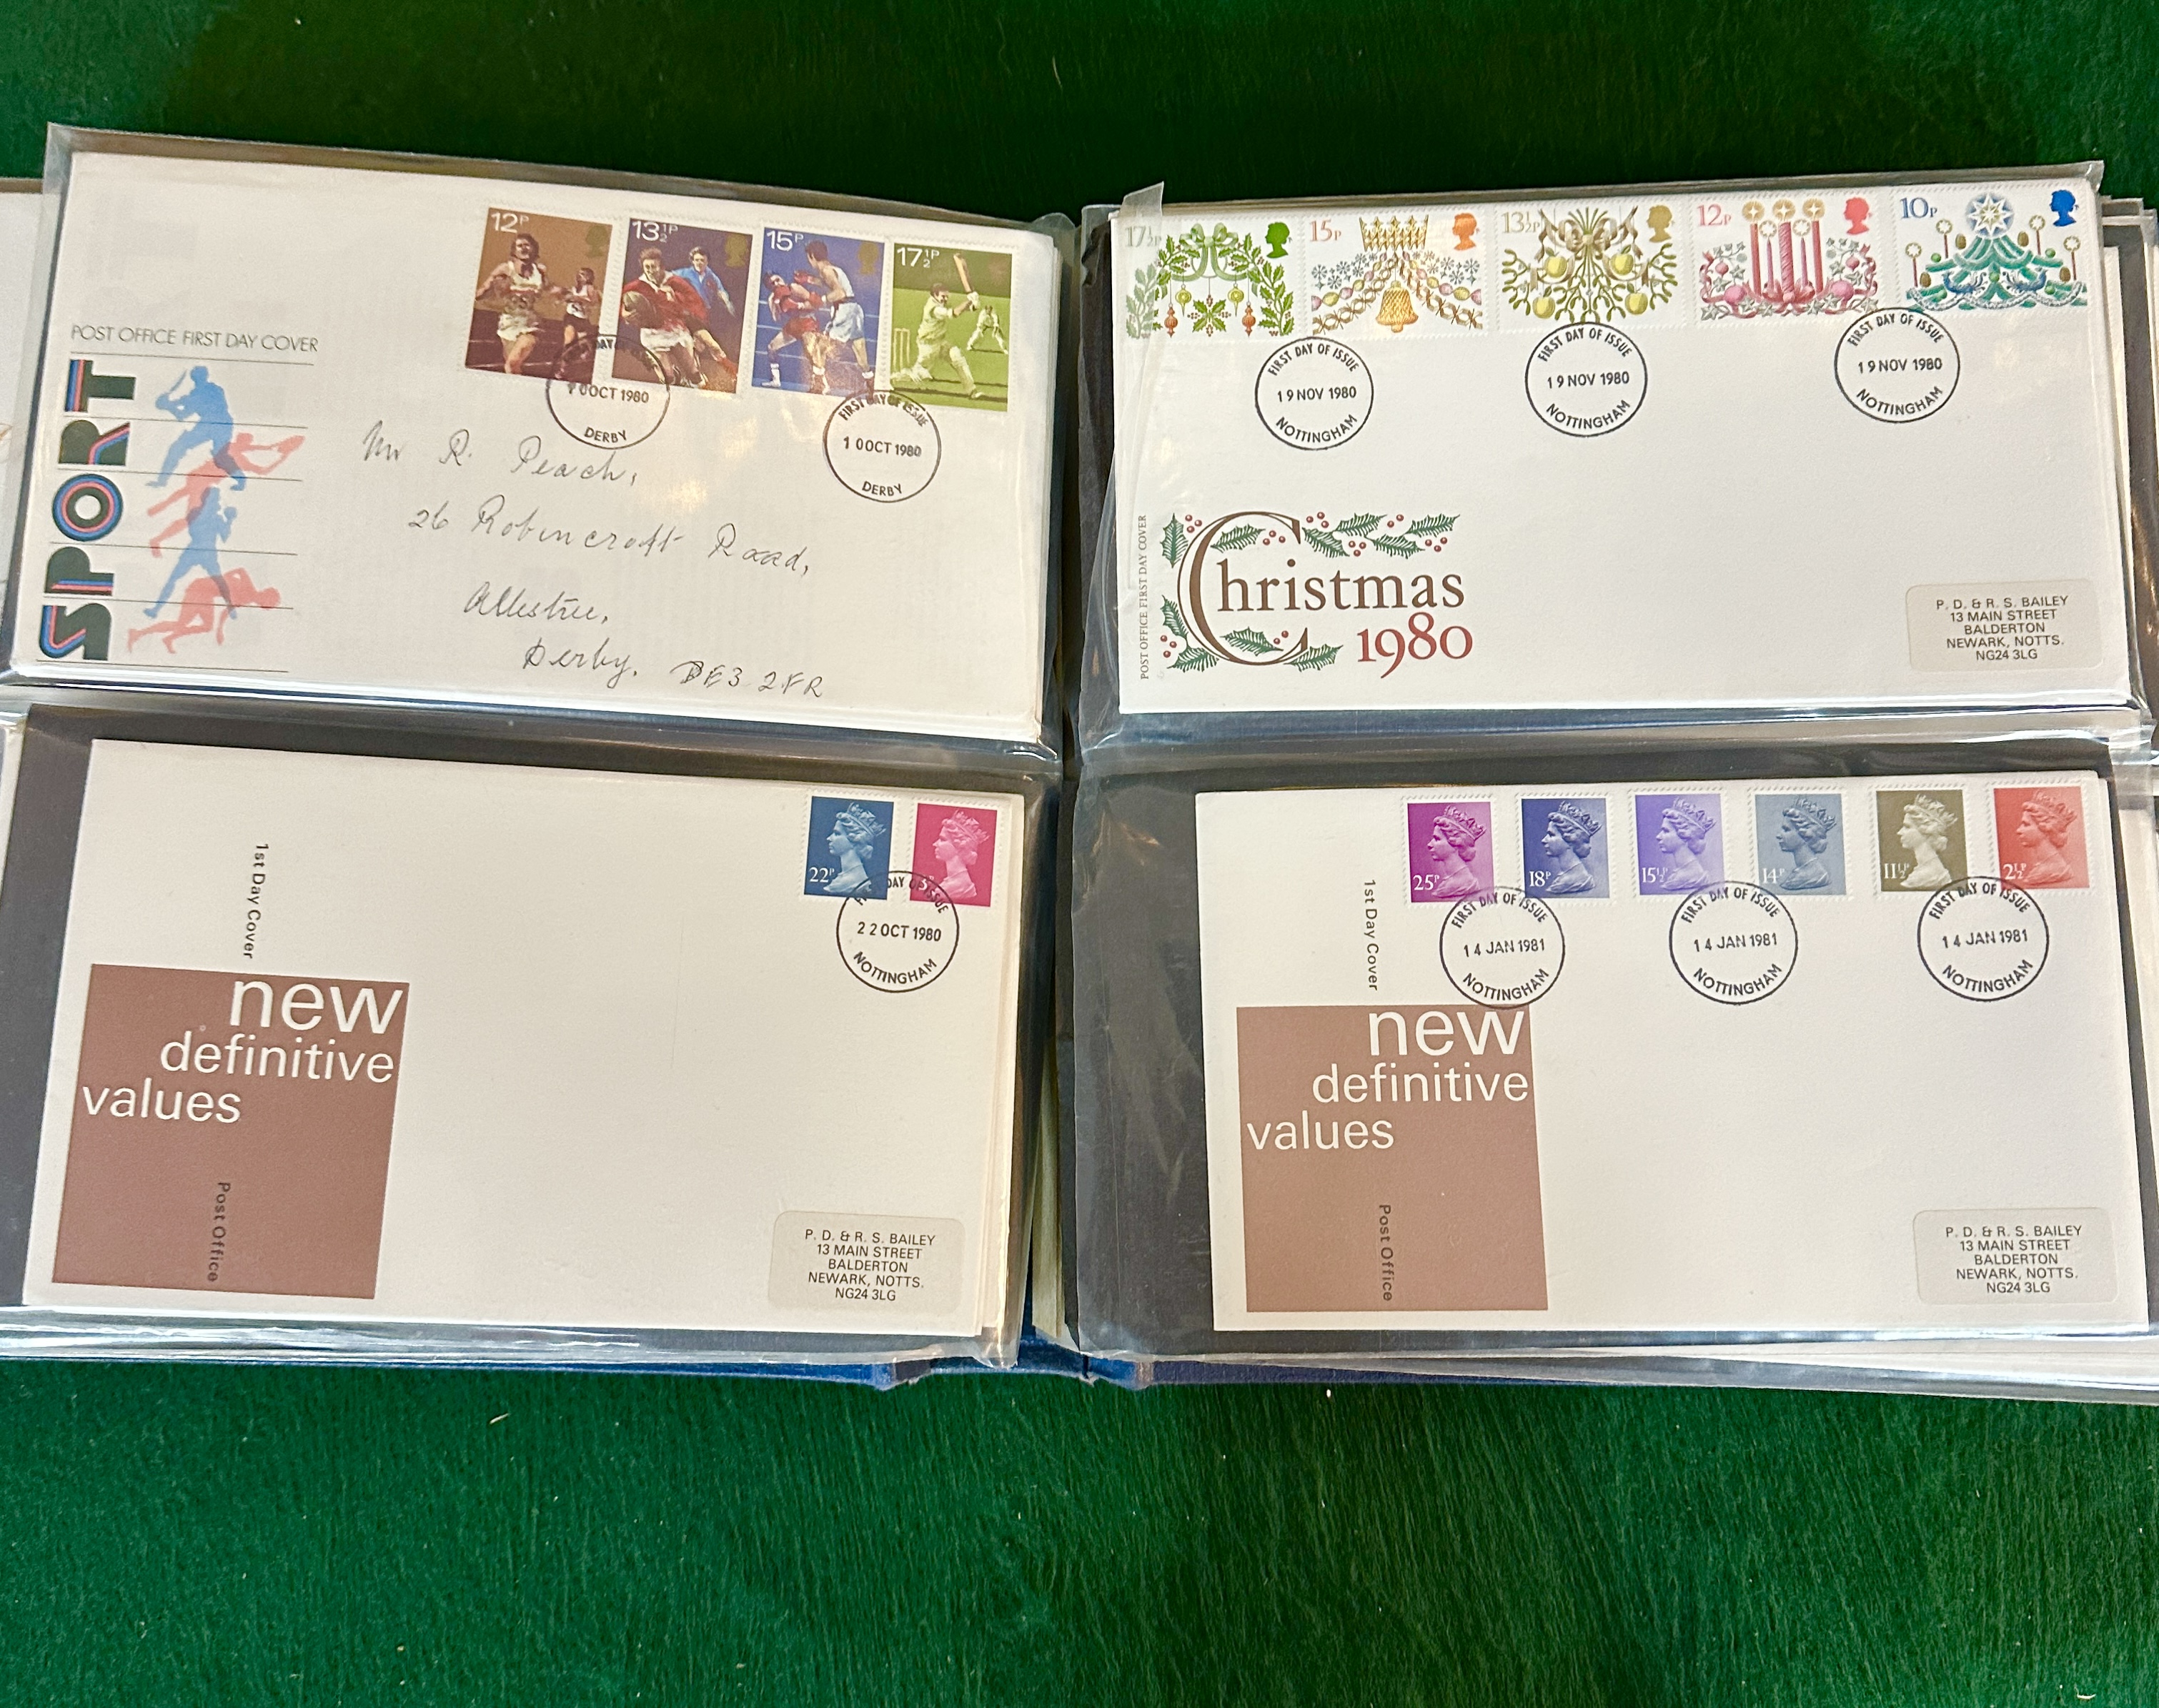 12P
13½P
15P
17½P
POST OFFICE FIRST DAY COVER
SPORT
OCT 1980
DERBY
FIRST DAY OF ISSUE
10 OCT 1980
DERBY
Mr R. Peach,
26 Robincroft Road,
Allestree,
Derby. DE3 2FR
17½P
15P
13½P
12P
10P
FIRST DAY OF ISSUE
19 NOV 1980
NOTTINGHAM
FIRST DAY OF ISSUE
19 NOV 1980
NOTTINGHAM
FIRST DAY OF ISSUE
19 NOV 1980
NOTTINGHAM
POST OFFICE FIRST DAY COVER
Christmas
1980
P. D. & R. S. BAILEY
13 MAIN STREET
BALDERTON
NEWARK, NOTTS.
NG24 3LG
22P
DAY OF ISSUE
22 OCT 1980
NOTTINGHAM
1st Day Cover
new
definitive
values
Post Office
P. D. & R. S. BAILEY
13 MAIN STREET
BALDERTON
NEWARK, NOTTS.
NG24 3LG
25P
18P
15½P
14P
11½P
2½P
FIRST DAY OF ISSUE
14 JAN 1981
NOTTINGHAM
FIRST DAY OF ISSUE
14 JAN 1981
NOTTINGHAM
FIRST DAY OF ISSUE
14 JAN 1981
NOTTINGHAM
1st Day Cover
new
definitive
values
Post Office
P. D. & R. S. BAILEY
13 MAIN STREET
BALDERTON
NEWARK, NOTTS.
NG24 3LG